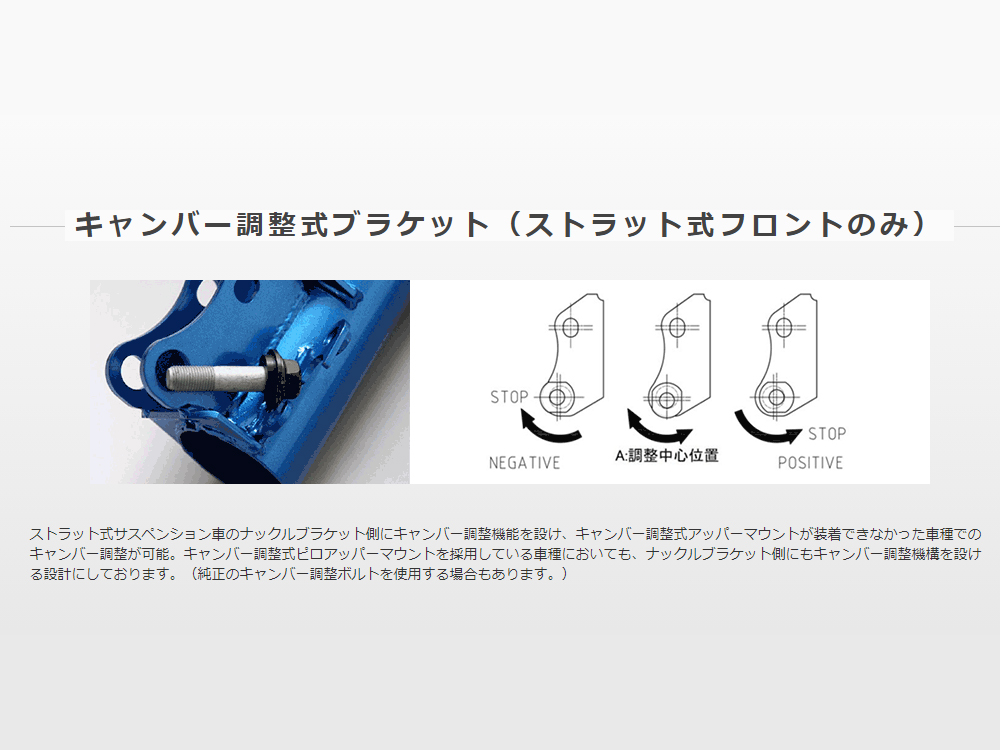 キャンバー調整式ブラケット（ストラット式フロントのみ）
STOP
NEGATIVE
A:調整中心位置
STOP
POSITIVE
ストラット式サスペンション車のナックルブラケット側にキャンバー調整機能を設け、キャンバー調整式アッパーマウントが装着できなかった車種での
キャンバー調整が可能。キャンバー調整式ピロアッパーマウントを採用している車種においても、ナックルブラケット側にもキャンバー調整機構を設け
る設計にしております。（純正のキャンバー調整ボルトを使用する場合もあります。）